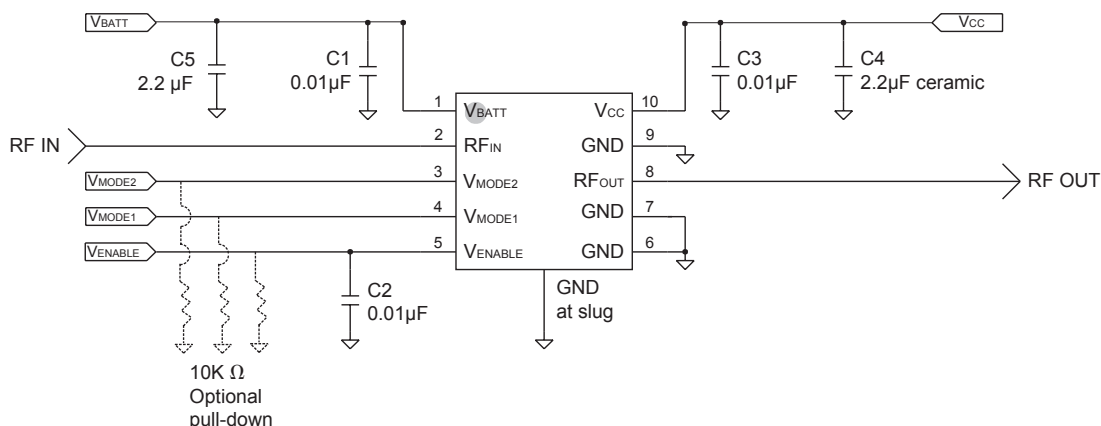 VBATT
VCC
C5
2.2 µF
C1
0.01µF
C3
0.01µF
C4
2.2µF ceramic
1
VBATT
VCC
10
RF IN
2
RFIN
GND
9
VMODE2
3
VMODE2
RFOUT
8
RF OUT
VMODE1
4
VMODE1
GND
7
VENABLE
5
VENABLE
GND
6
C2
0.01µF
GND
at slug
10K Ω
Optional
pull-down